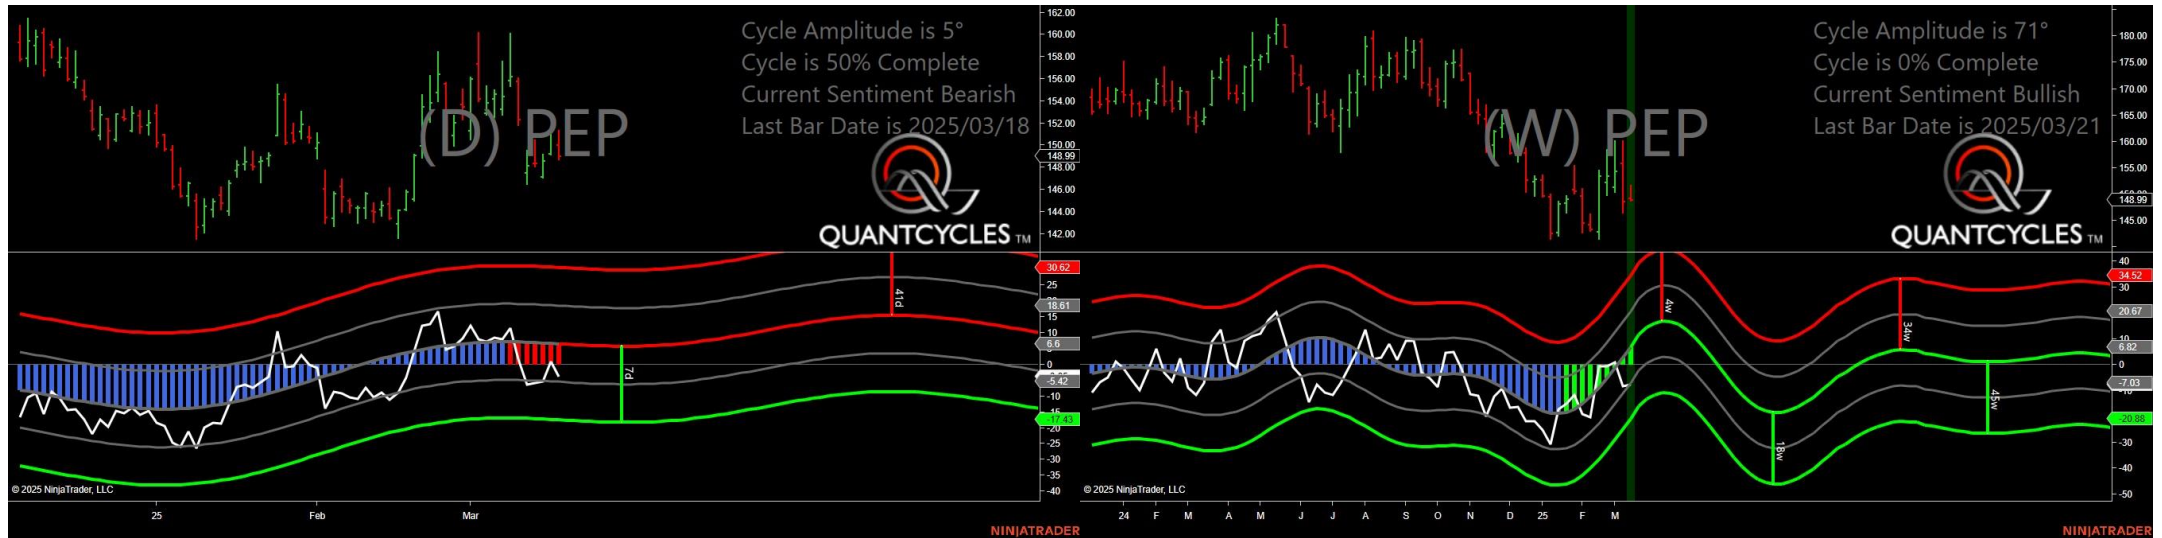 Cycle Amplitude is 5°
Cycle is 50% Complete
Current Sentiment Bearish
Last Bar Date is 2025/03/18
(D) PEP
QUANTCYCLES TM
162.00
160.00
158.00
156.00
154.00
152.00
150.00
148.99
148.00
146.00
144.00
142.00
30.62
25
18.61
15
10
6.6
0
-5.42
-10
-15
-17.43
-20
-25
-30
-35
-40
41d
7d
© 2025 NinjaTrader, LLC
25 Feb Mar
NINJATRADER
Cycle Amplitude is 71°
Cycle is 0% Complete
Current Sentiment Bullish
Last Bar Date is 2025/03/21
(W) PEP
QUANTCYCLES TM
180.00
175.00
170.00
165.00
160.00
155.00
148.99
145.00
40
34.52
30
20.67
10
6.82
0
-7.03
-20.88
-30
-40
-50
4w
18w
34w
45w
© 2025 NinjaTrader, LLC
24 F M A M J J A S O N D 25 F M
NINJATRADER